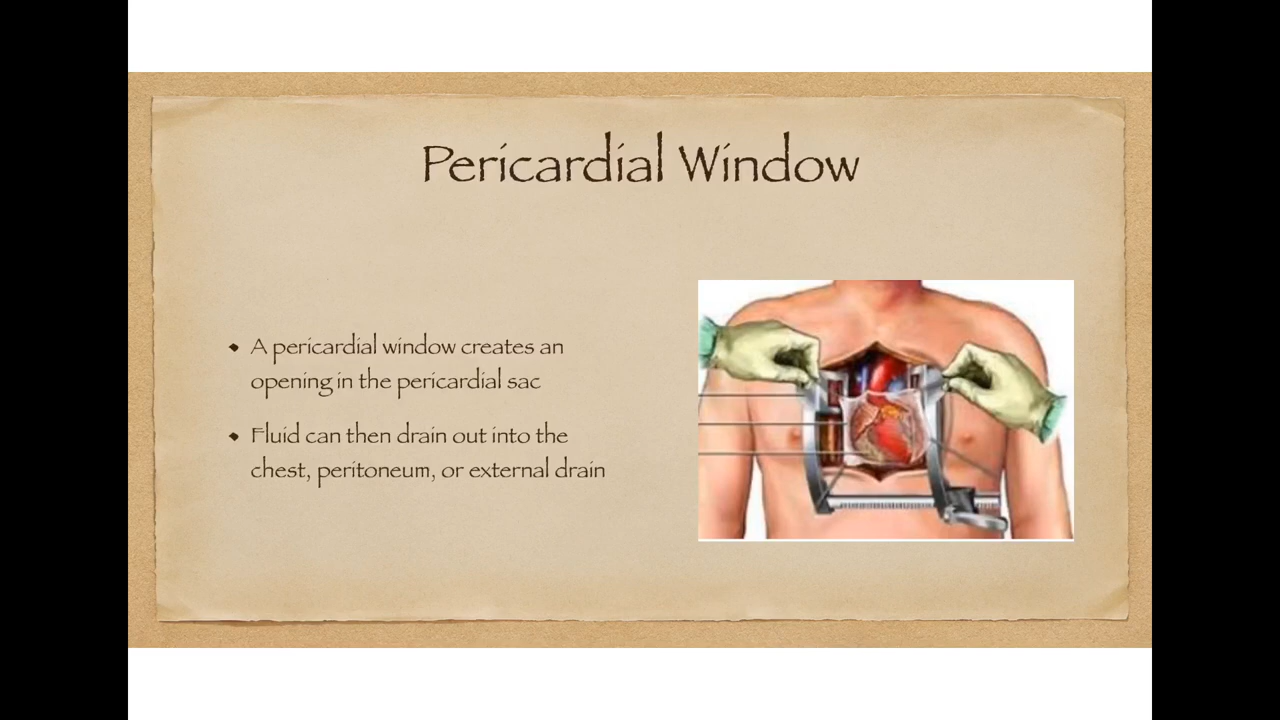 Pericardial Window
• A pericardial window creates an
opening in the pericardial sac
• Fluid can then drain out into the
chest, peritoneum, or external drain